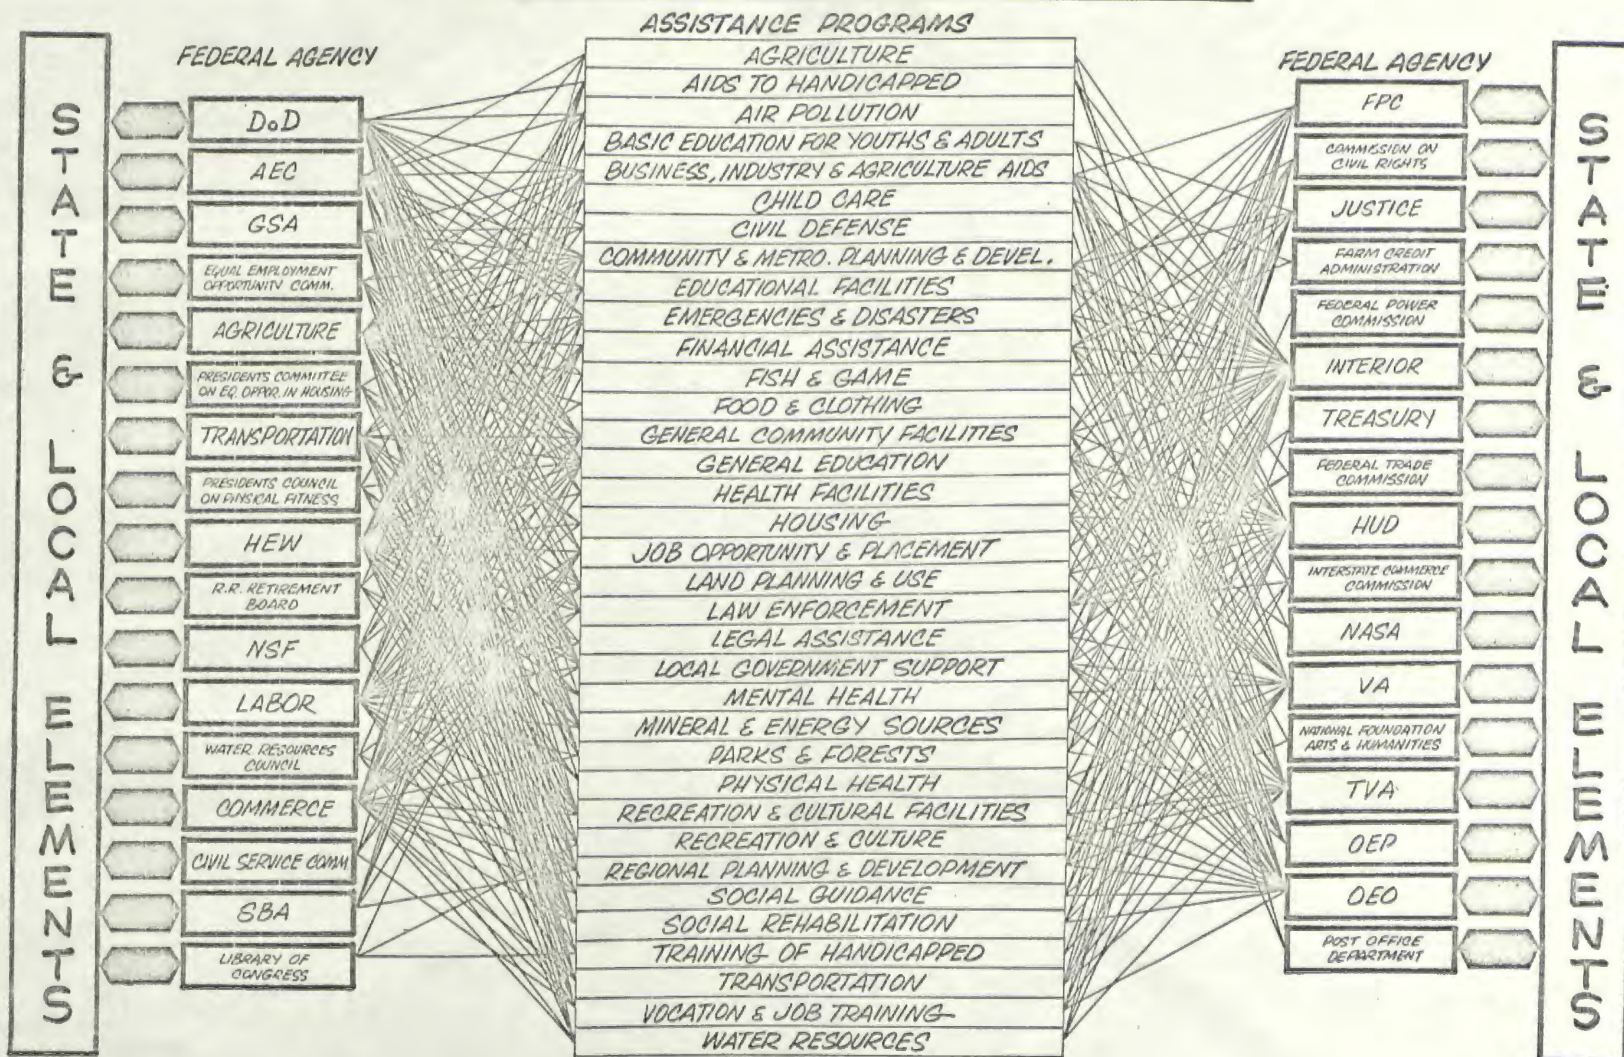 STATE & LOCAL ELEMENTS
FEDERAL AGENCY
DoD
AEC
GSA
EQUAL EMPLOYMENT
OPPORTUNITY COMM.
AGRICULTURE
PRESIDENTS COMMITTEE
ON EQ. OPPOR. IN HOUSING
TRANSPORTATION
PRESIDENTS COUNCIL
ON PHYSICAL FITNESS
HEW
R.R. RETIREMENT
BOARD
NSF
LABOR
WATER RESOURCES
COUNCIL
COMMERCE
CIVIL SERVICE COMM
SBA
LIBRARY OF
CONGRESS
ASSISTANCE PROGRAMS
AGRICULTURE
AIDS TO HANDICAPPED
AIR POLLUTION
BASIC EDUCATION FOR YOUTHS & ADULTS
BUSINESS, INDUSTRY & AGRICULTURE AIDS
CHILD CARE
CIVIL DEFENSE
COMMUNITY & METRO. PLANNING & DEVEL.
EDUCATIONAL FACILITIES
EMERGENCIES & DISASTERS
FINANCIAL ASSISTANCE
FISH & GAME
FOOD & CLOTHING
GENERAL COMMUNITY FACILITIES
GENERAL EDUCATION
HEALTH FACILITIES
HOUSING
JOB OPPORTUNITY & PLACEMENT
LAND PLANNING & USE
LAW ENFORCEMENT
LEGAL ASSISTANCE
LOCAL GOVERNMENT SUPPORT
MENTAL HEALTH
MINERAL & ENERGY SOURCES
PARKS & FORESTS
PHYSICAL HEALTH
RECREATION & CULTURAL FACILITIES
RECREATION & CULTURE
REGIONAL PLANNING & DEVELOPMENT
SOCIAL GUIDANCE
SOCIAL REHABILITATION
TRAINING OF HANDICAPPED
TRANSPORTATION
VOCATION & JOB TRAINING
WATER RESOURCES
FEDERAL AGENCY
FPC
COMMISSION ON
CIVIL RIGHTS
JUSTICE
FARM CREDIT
ADMINISTRATION
FEDERAL POWER
COMMISSION
INTERIOR
TREASURY
FEDERAL TRADE
COMMISSION
HUD
INTERSTATE COMMERCE
COMMISSION
NASA
VA
NATIONAL FOUNDATION
ARTS & HUMANITIES
TVA
OEP
OEO
POST OFFICE
DEPARTMENT
STATE & LOCAL ELEMENTS